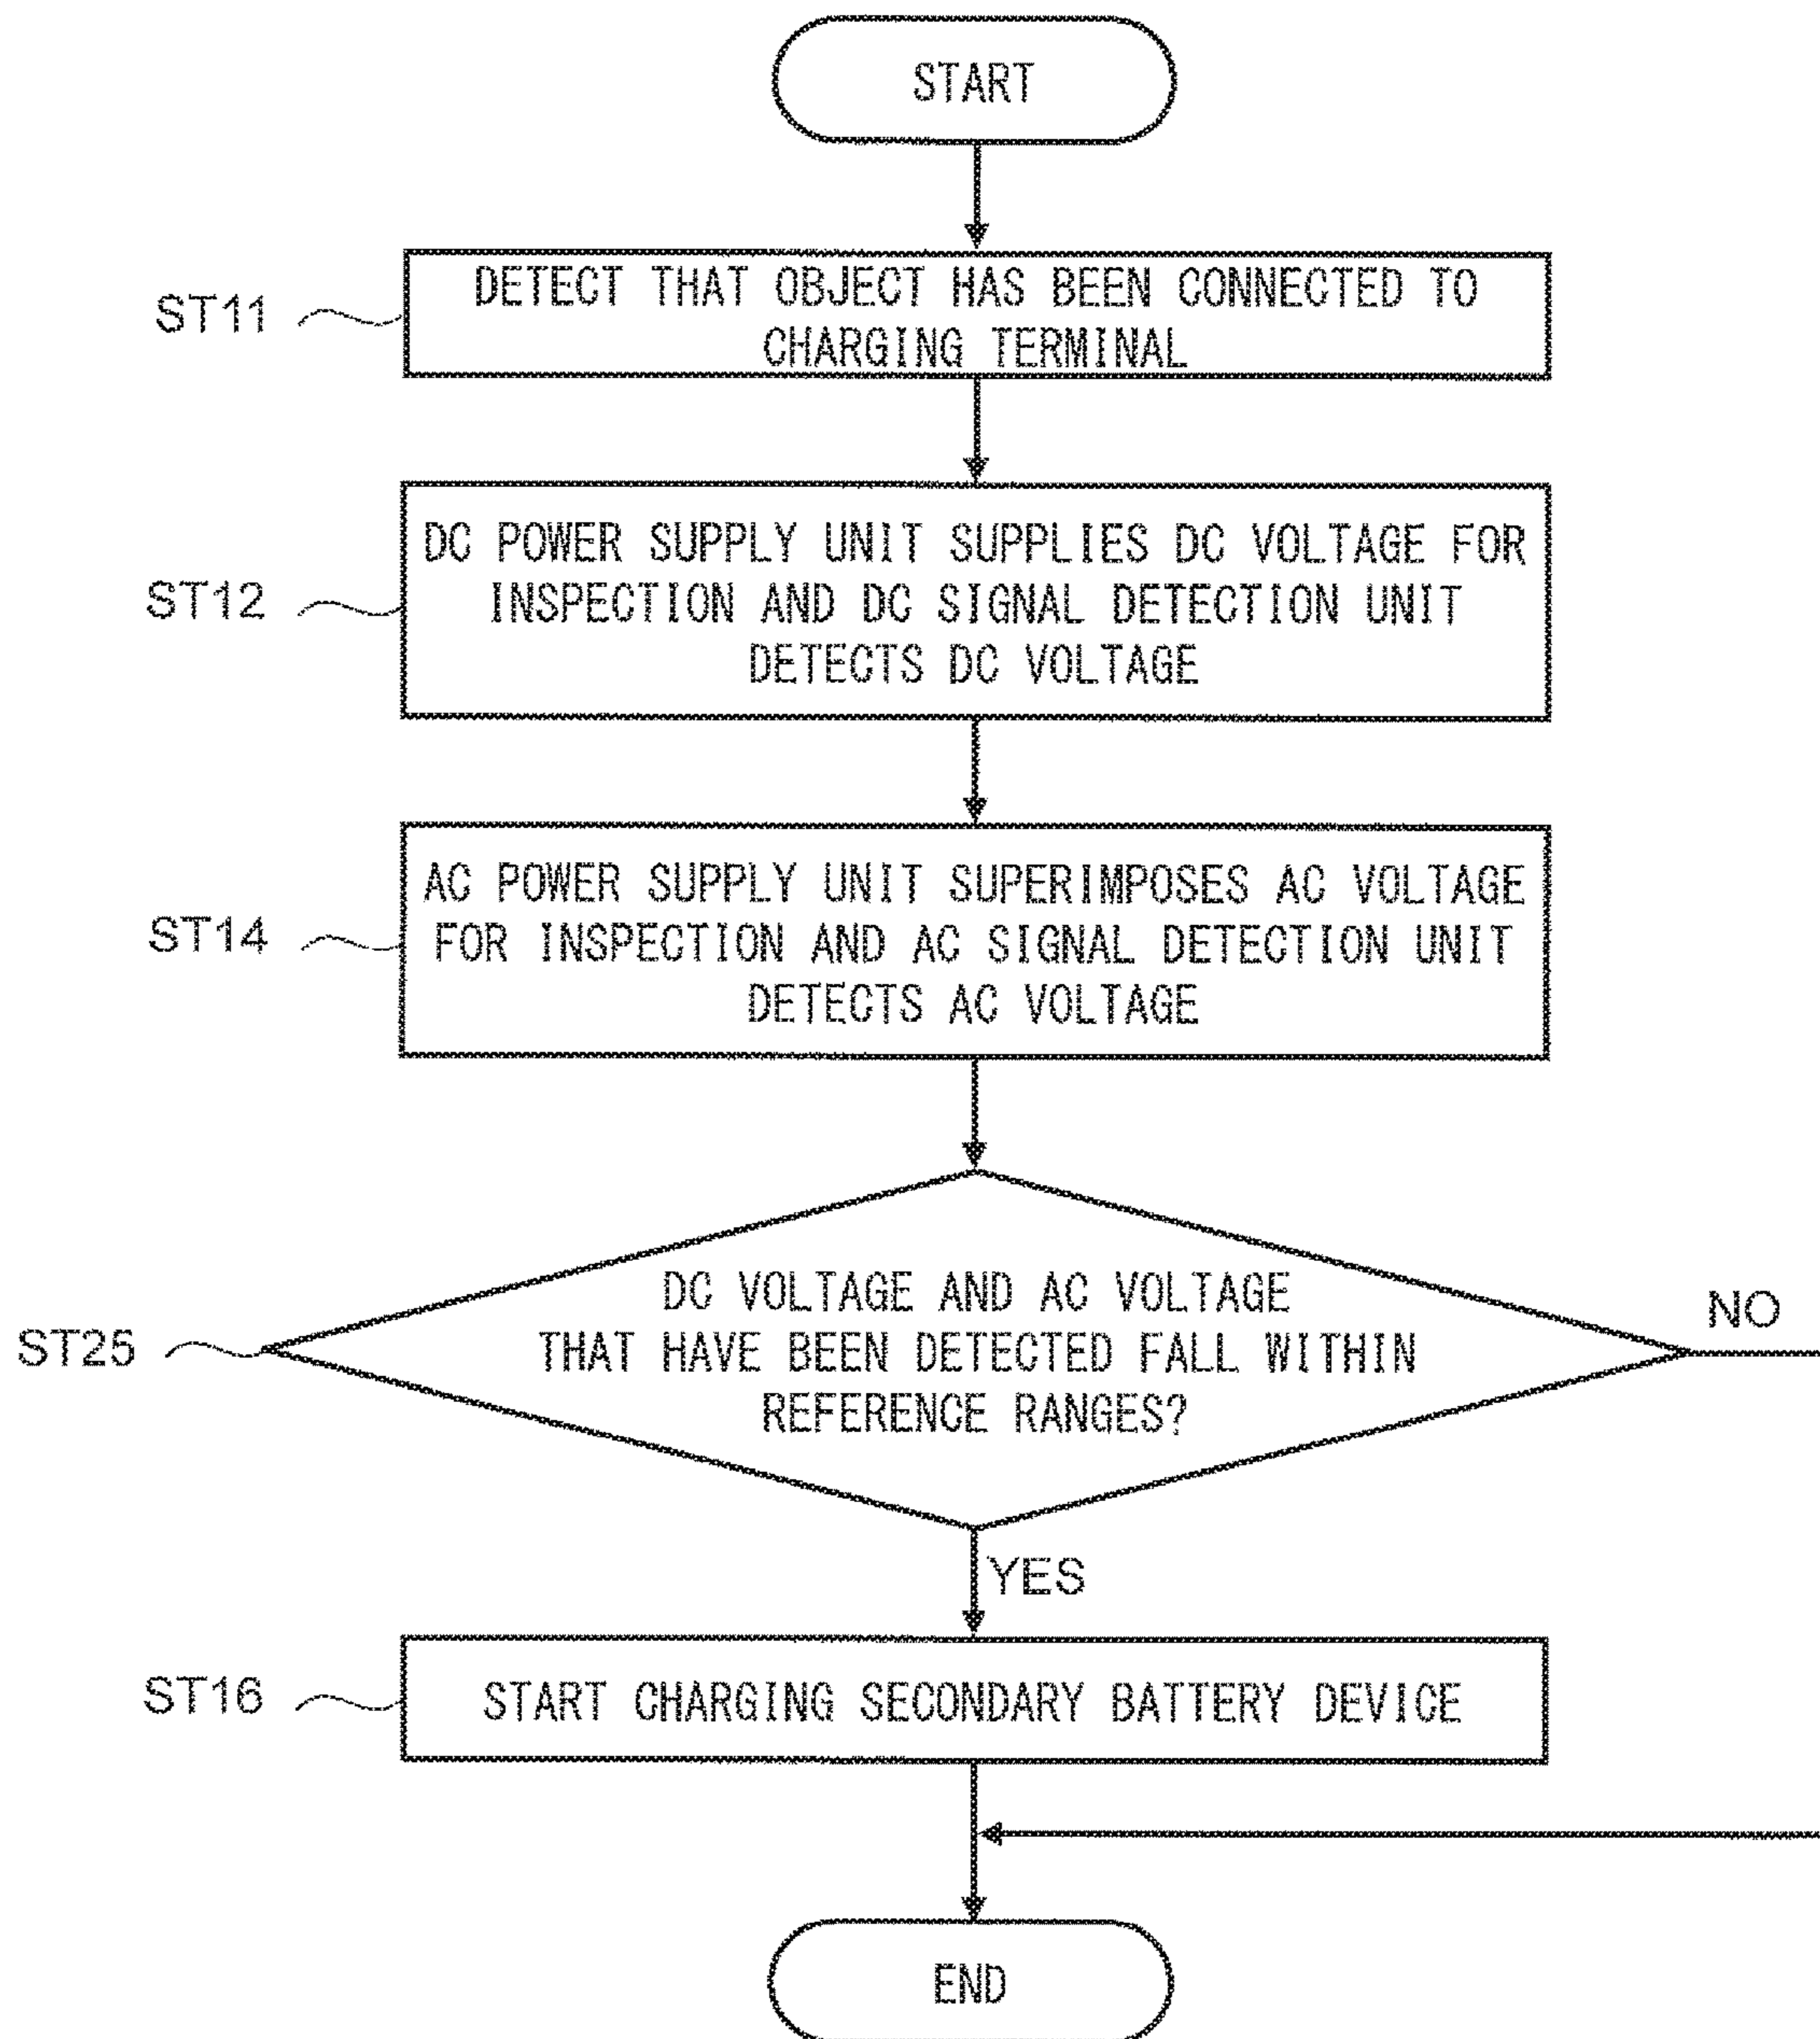 START
ST11
DETECT THAT OBJECT HAS BEEN CONNECTED TO
CHARGING TERMINAL
ST12
DC POWER SUPPLY UNIT SUPPLIES DC VOLTAGE FOR
INSPECTION AND DC SIGNAL DETECTION UNIT
DETECTS DC VOLTAGE
ST14
AC POWER SUPPLY UNIT SUPERIMPOSES AC VOLTAGE
FOR INSPECTION AND AC SIGNAL DETECTION UNIT
DETECTS AC VOLTAGE
ST25
DC VOLTAGE AND AC VOLTAGE
THAT HAVE BEEN DETECTED FALL WITHIN
REFERENCE RANGES?
NO
YES
ST16
START CHARGING SECONDARY BATTERY DEVICE
END